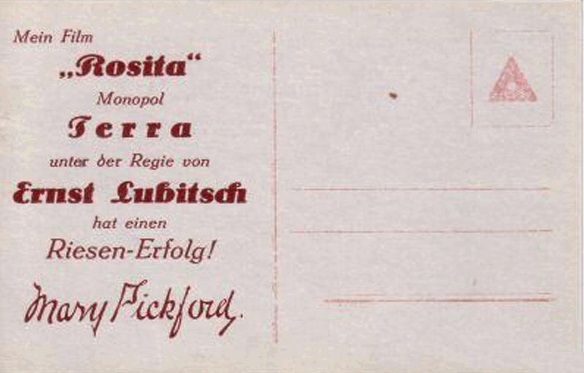 Mein Film
„Rosita“
Monopol
Terra
unter der Regie von
Ernst Lubitsch
hat einen
Riesen-Erfolg!
Mary Pickford.